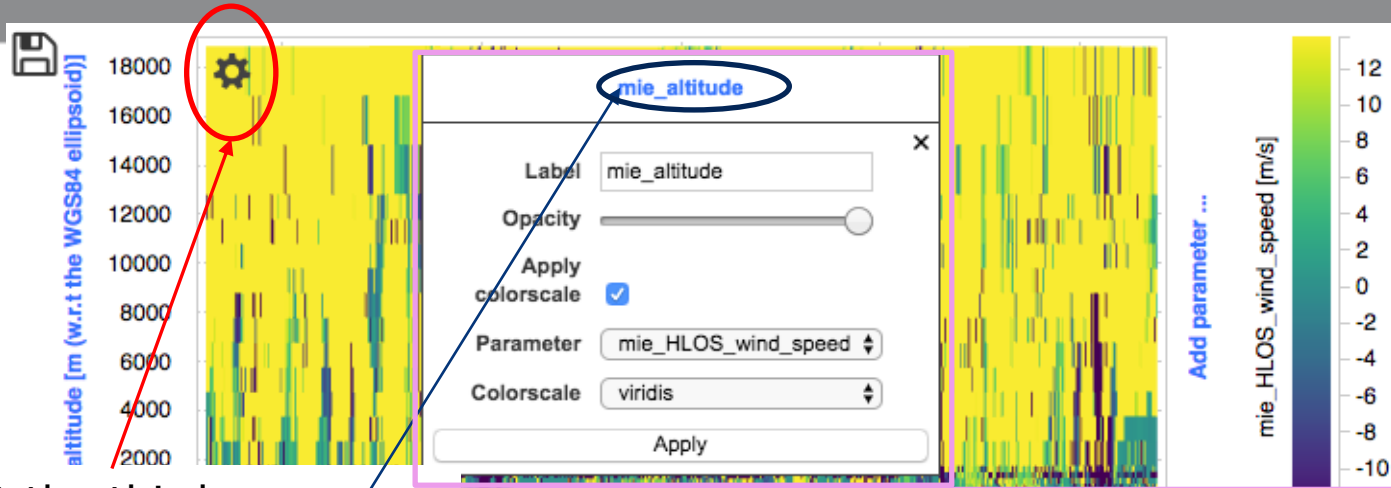 altitude [m (w.r.t the WGS84 ellipsoid)]
18000
16000
14000
12000
10000
8000
6000
4000
2000
mie_altitude
×
Label mie_altitude
Opacity
Apply
colorscale
Parameter mie_HLOS_wind_speed
Colorscale viridis
Apply
Add parameter ...
mie_HLOS_wind_speed [m/s]
12
10
8
6
4
2
0
-2
-4
-6
-8
-10